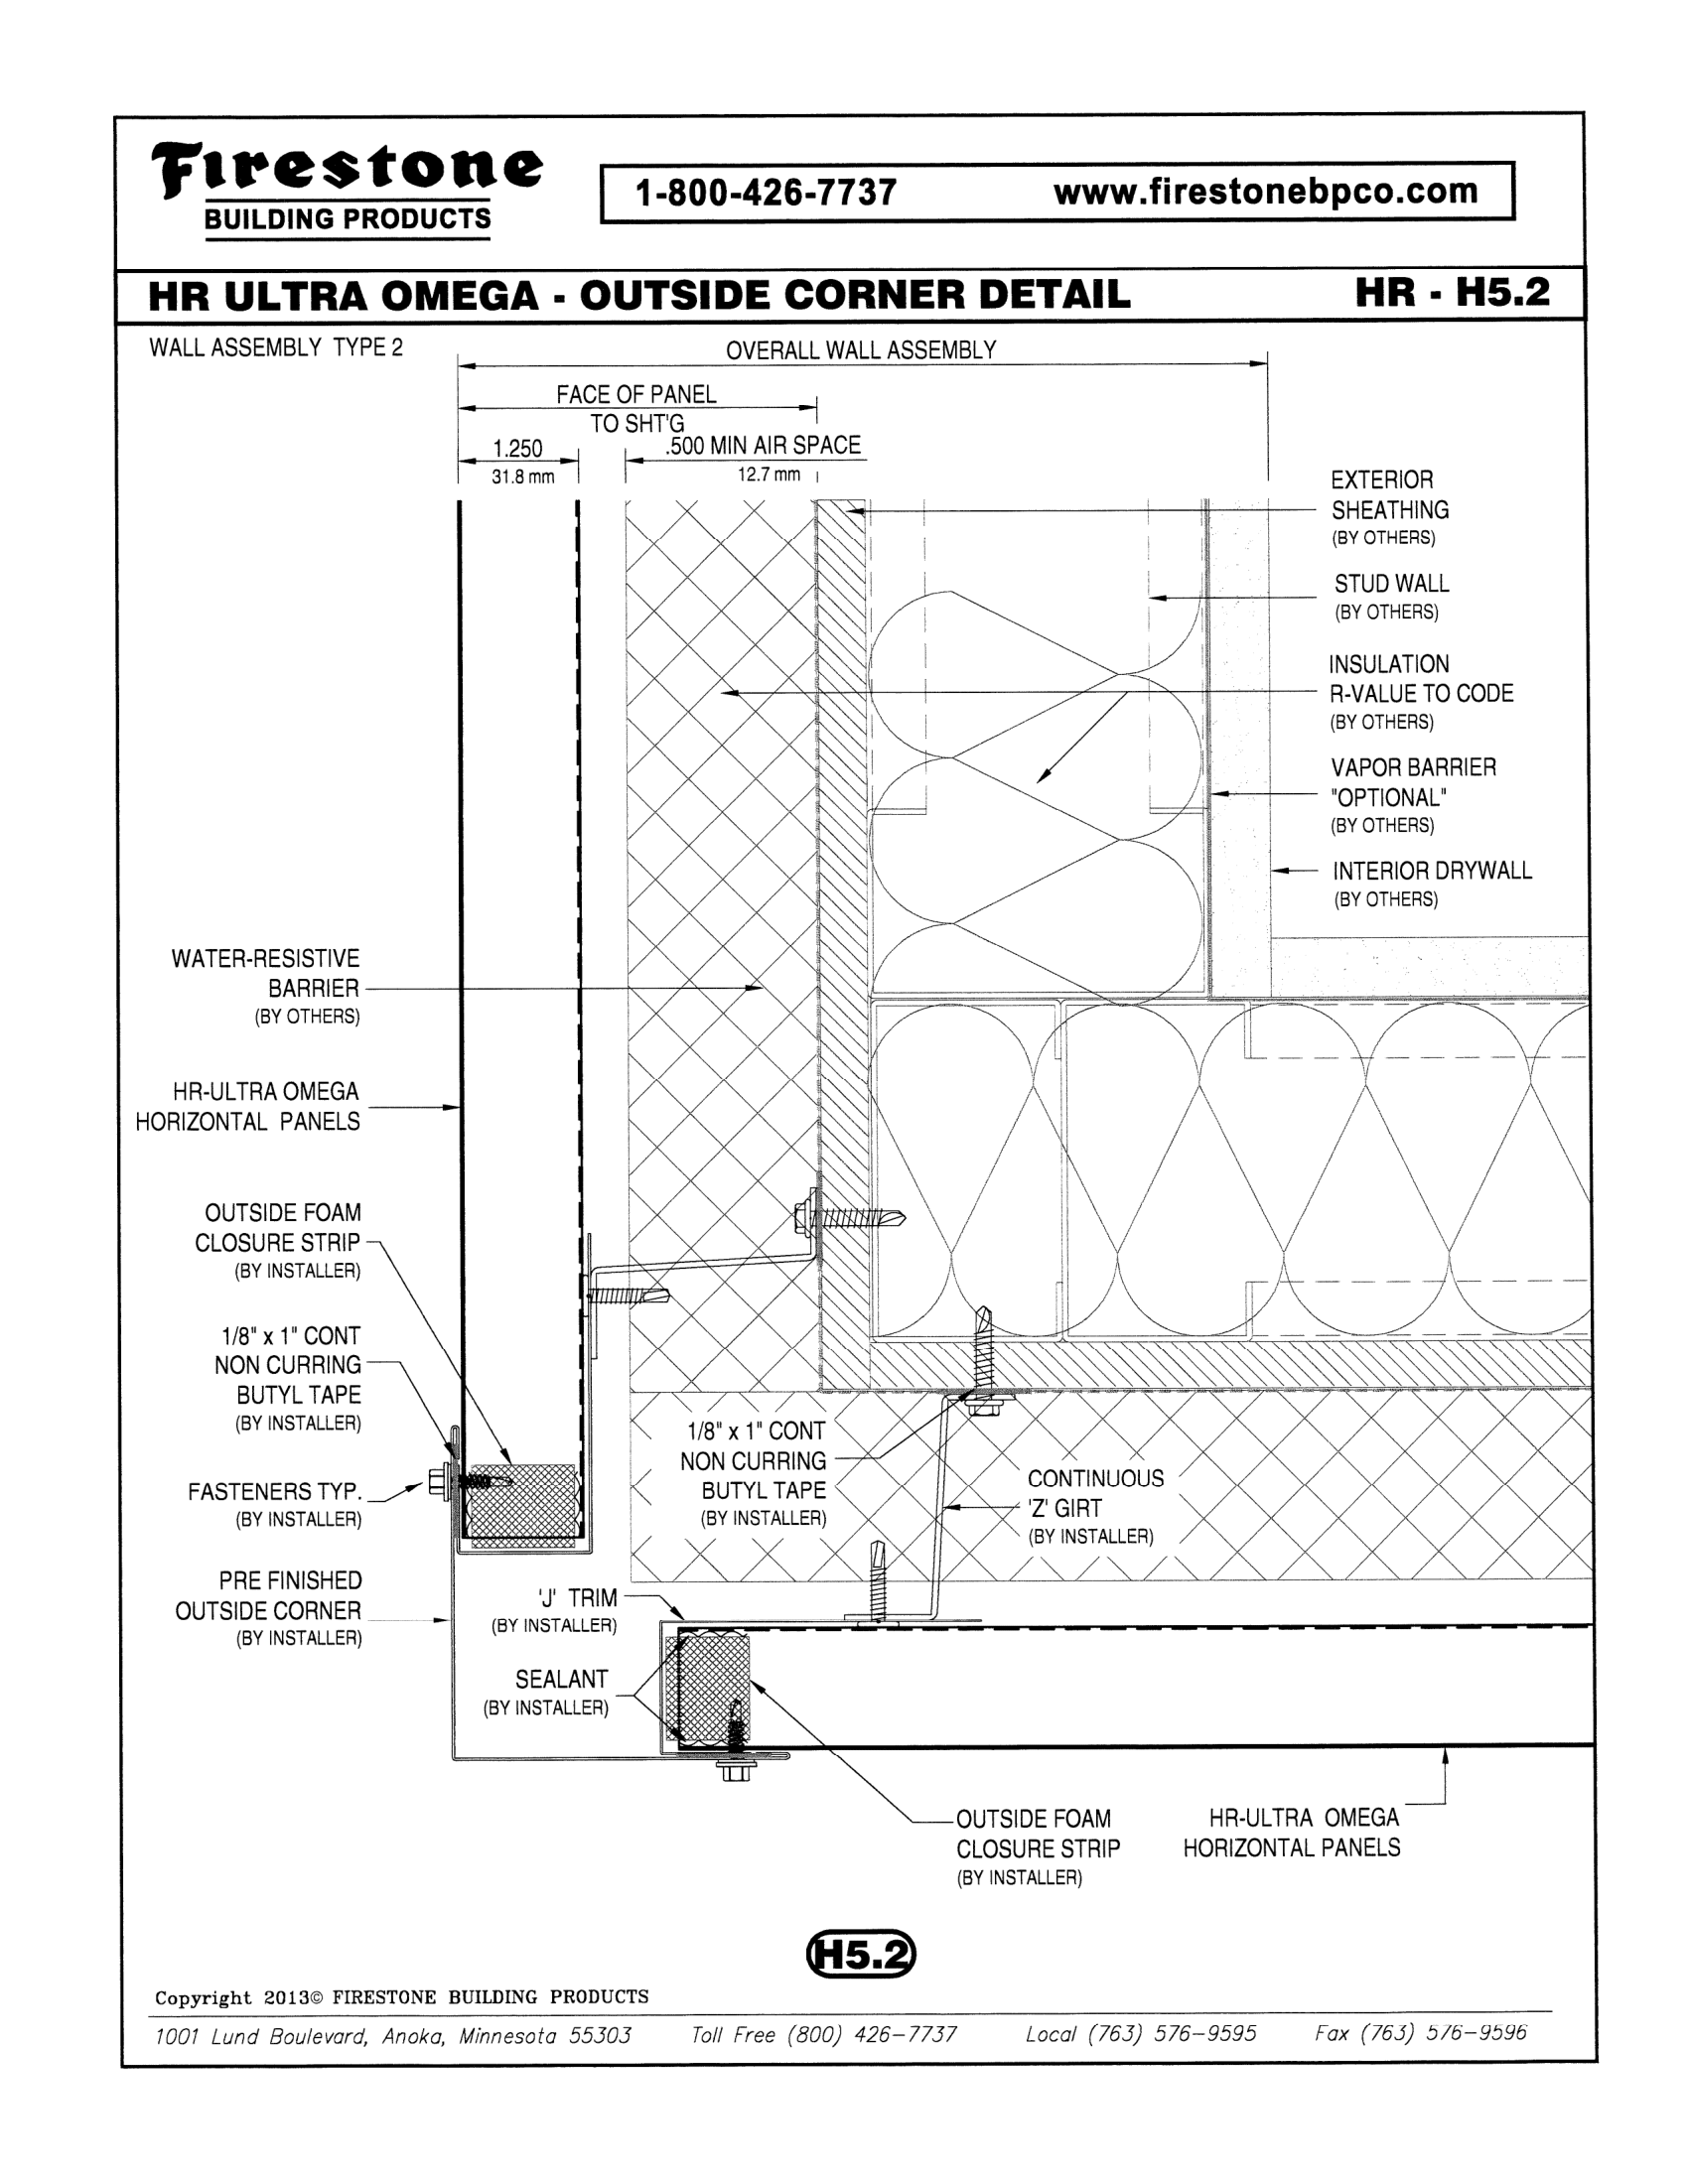 Firestone
BUILDING PRODUCTS
1-800-426-7737 www.firestonebpco.com
HR ULTRA OMEGA - OUTSIDE CORNER DETAIL HR - H5.2
WALL ASSEMBLY TYPE 2
OVERALL WALL ASSEMBLY
FACE OF PANEL
TO SHT'G
1.250
31.8 mm
.500 MIN AIR SPACE
12.7 mm
EXTERIOR
SHEATHING
(BY OTHERS)
STUD WALL
(BY OTHERS)
INSULATION
R-VALUE TO CODE
(BY OTHERS)
VAPOR BARRIER
"OPTIONAL"
(BY OTHERS)
INTERIOR DRYWALL
(BY OTHERS)
WATER-RESISTIVE
BARRIER
(BY OTHERS)
HR-ULTRA OMEGA
HORIZONTAL PANELS
OUTSIDE FOAM
CLOSURE STRIP
(BY INSTALLER)
1/8" x 1" CONT
NON CURRING
BUTYL TAPE
(BY INSTALLER)
FASTENERS TYP.
(BY INSTALLER)
PRE FINISHED
OUTSIDE CORNER
(BY INSTALLER)
1/8" x 1" CONT
NON CURRING
BUTYL TAPE
(BY INSTALLER)
CONTINUOUS
'Z' GIRT
(BY INSTALLER)
'J' TRIM
(BY INSTALLER)
SEALANT
(BY INSTALLER)
OUTSIDE FOAM
CLOSURE STRIP
(BY INSTALLER)
HR-ULTRA OMEGA
HORIZONTAL PANELS
H5.2
Copyright 2013© FIRESTONE BUILDING PRODUCTS
1001 Lund Boulevard, Anoka, Minnesota 55303 Toll Free (800) 426-7737 Local (763) 576-9595 Fax (763) 576-9596